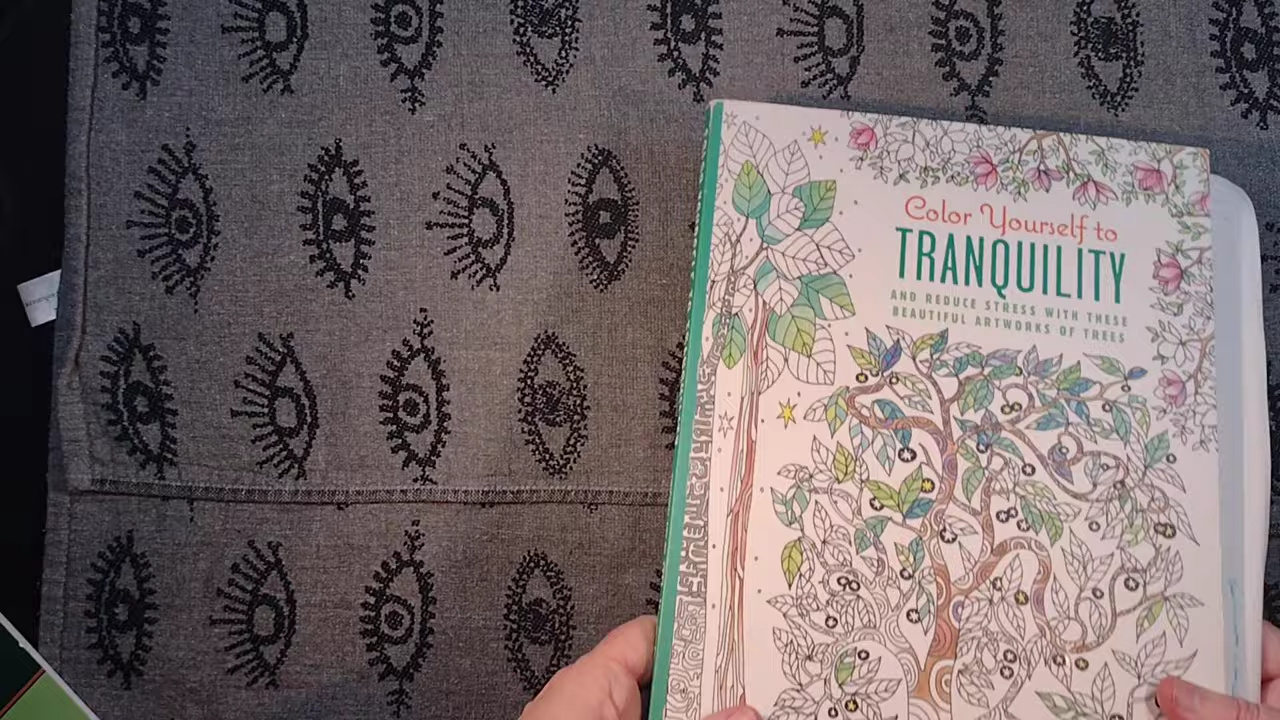 Color Yourself to
TRANQUILITY
AND REDUCE STRESS WITH THESE
BEAUTIFUL ARTWORKS OF TREES